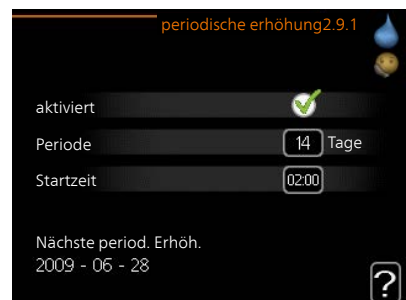 periodische erhöhung2.9.1
aktiviert
Periode 14 Tage
Startzeit 02:00
Nächste period. Erhöh.
2009 - 06 - 28
?